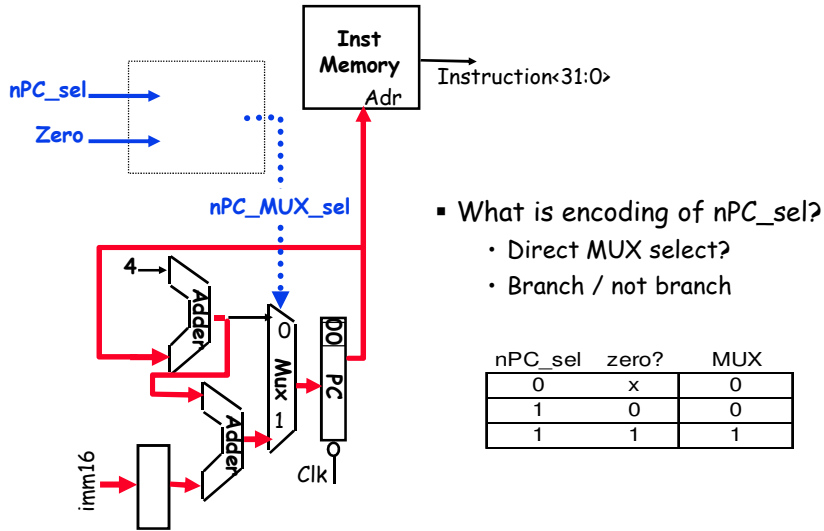 Inst
Memory
Adr
Instruction<31:0>
nPC_sel
Zero
nPC_MUX_sel
4
Adder
0
Mux
1
00
PC
Adder
imm16
Clk
▪ What is encoding of nPC_sel?
• Direct MUX select?
• Branch / not branch
nPC_sel zero? MUX
0 x 0
1 0 0
1 1 1